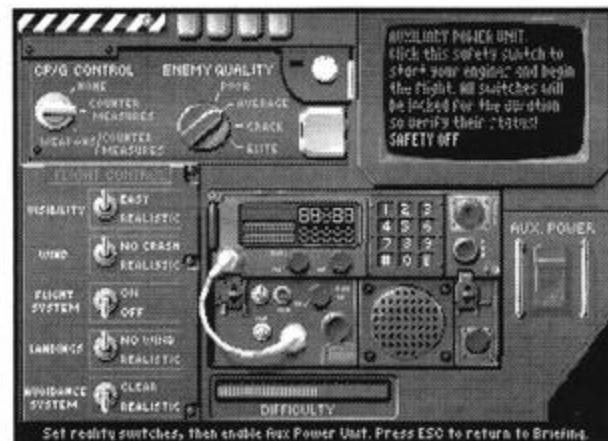 CP/G CONTROL
NONE
COUNTER
MEASURES
WEAPONS/COUNTER
MEASURES
ENEMY QUALITY
POOR
AVERAGE
CRACK
ELITE
AUXILIARY POWER UNIT
Click this safety switch to
start your engines and begin
the flight. All switches will
be locked for the duration
so verify their status!
SAFETY OFF
FLIGHT CONTROL
VISIBILITY
EASY
REALISTIC
WIND
NO CRASH
REALISTIC
FLIGHT
SYSTEM
ON
OFF
LANDINGS
NO WIND
REALISTIC
AVOIDANCE
SYSTEM
CLEAR
REALISTIC
88:88
1 2 3
4 5 6
7 8 9
AUX. POWER
DIFFICULTY
Set reality switches, then enable Aux Power Unit. Press ESC to return to Briefing.